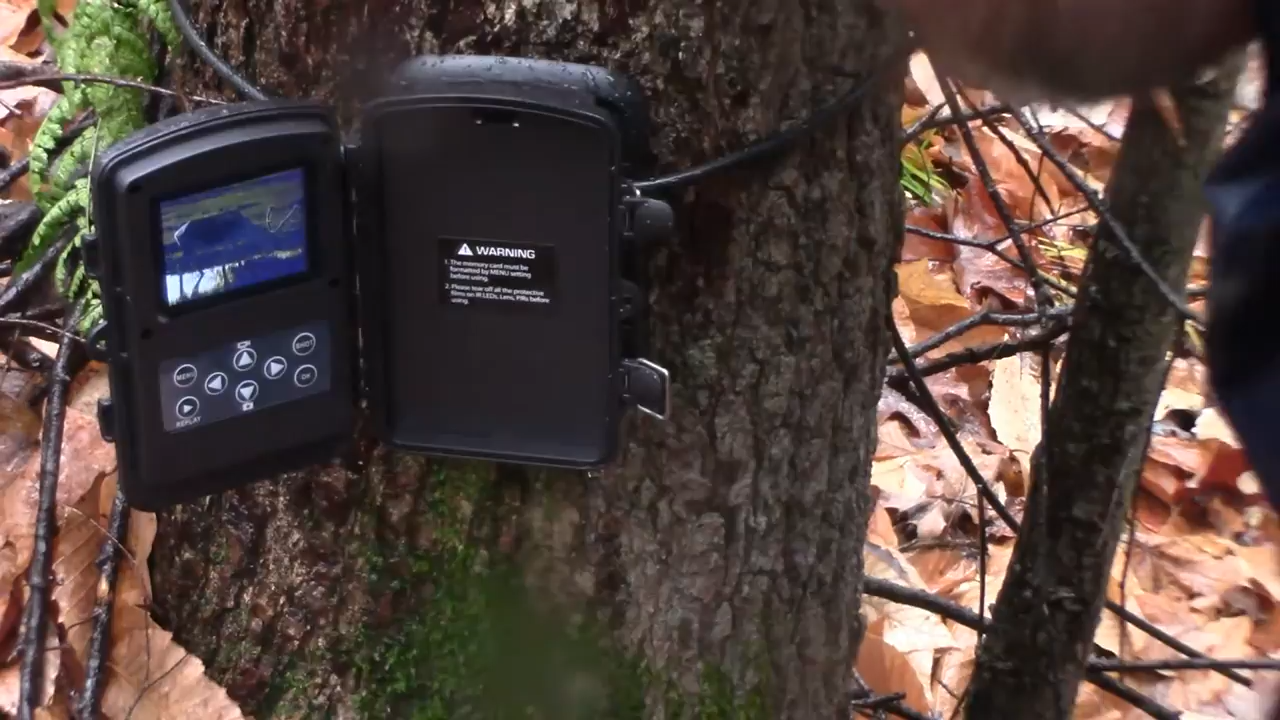 WARNING
1. The memory card must be
formatted by MENU setting
before using.
2. Please tear off all the protective
films on IR LEDs, Lens, PIRs before
using.
SHOT
MENU
OK
REPLAY